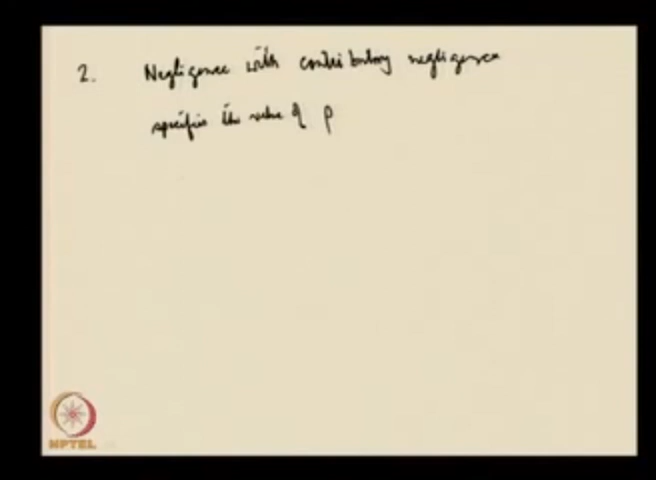 2. Negligence with contributory negligence
specifies the value of p
NPTEL